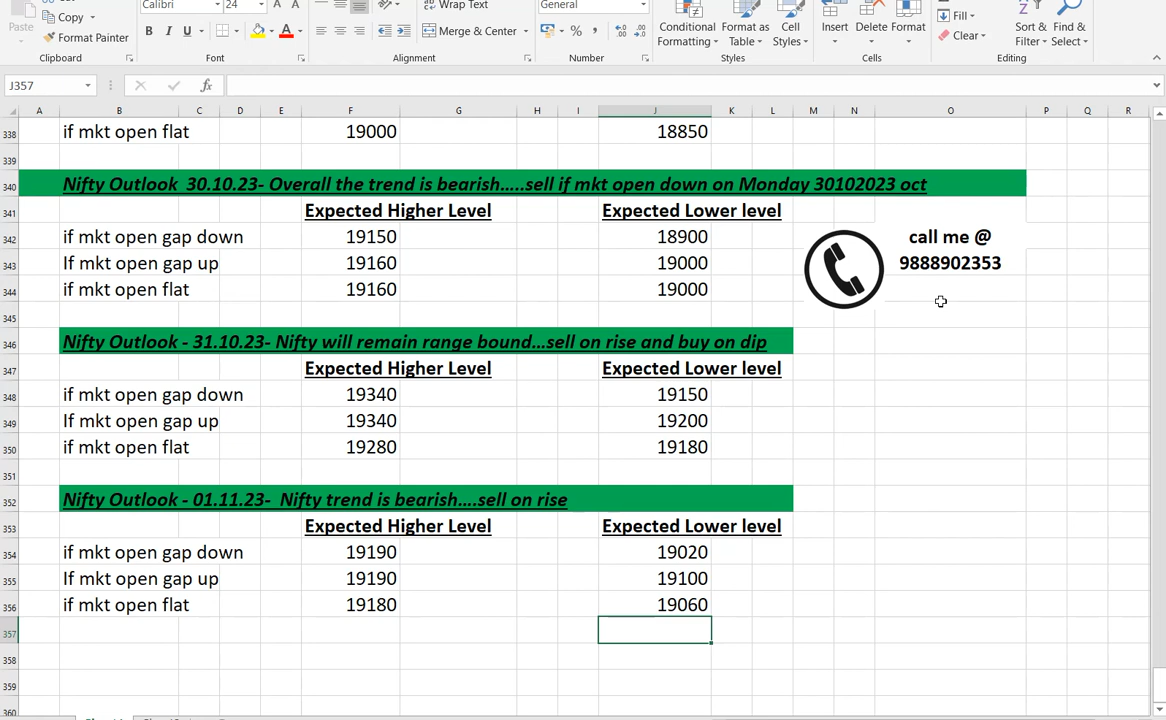 Calibri 24 A A Wrap Text General Fill
Copy Conditional Format as Cell Insert Delete Format Sort & Find &
Paste Format Painter B I U A Merge & Center % , Formatting Table Styles Clear Filter Select
Clipboard Font Alignment Number Styles Cells Editing
J357 fx
A B C D E F G H I J K L M N O P Q R
338 if mkt open flat 19000 18850
339
340 Nifty Outlook 30.10.23- Overall the trend is bearish.....sell if mkt open down on Monday 30102023 oct
341 Expected Higher Level Expected Lower level
342 if mkt open gap down 19150 18900 call me @
343 If mkt open gap up 19160 19000 9888902353
344 if mkt open flat 19160 19000
345
346 Nifty Outlook - 31.10.23- Nifty will remain range bound...sell on rise and buy on dip
347 Expected Higher Level Expected Lower level
348 if mkt open gap down 19340 19150
349 If mkt open gap up 19340 19200
350 if mkt open flat 19280 19180
351
352 Nifty Outlook - 01.11.23- Nifty trend is bearish....sell on rise
353 Expected Higher Level Expected Lower level
354 if mkt open gap down 19190 19020
355 If mkt open gap up 19190 19100
356 if mkt open flat 19180 19060
357
358
359
360